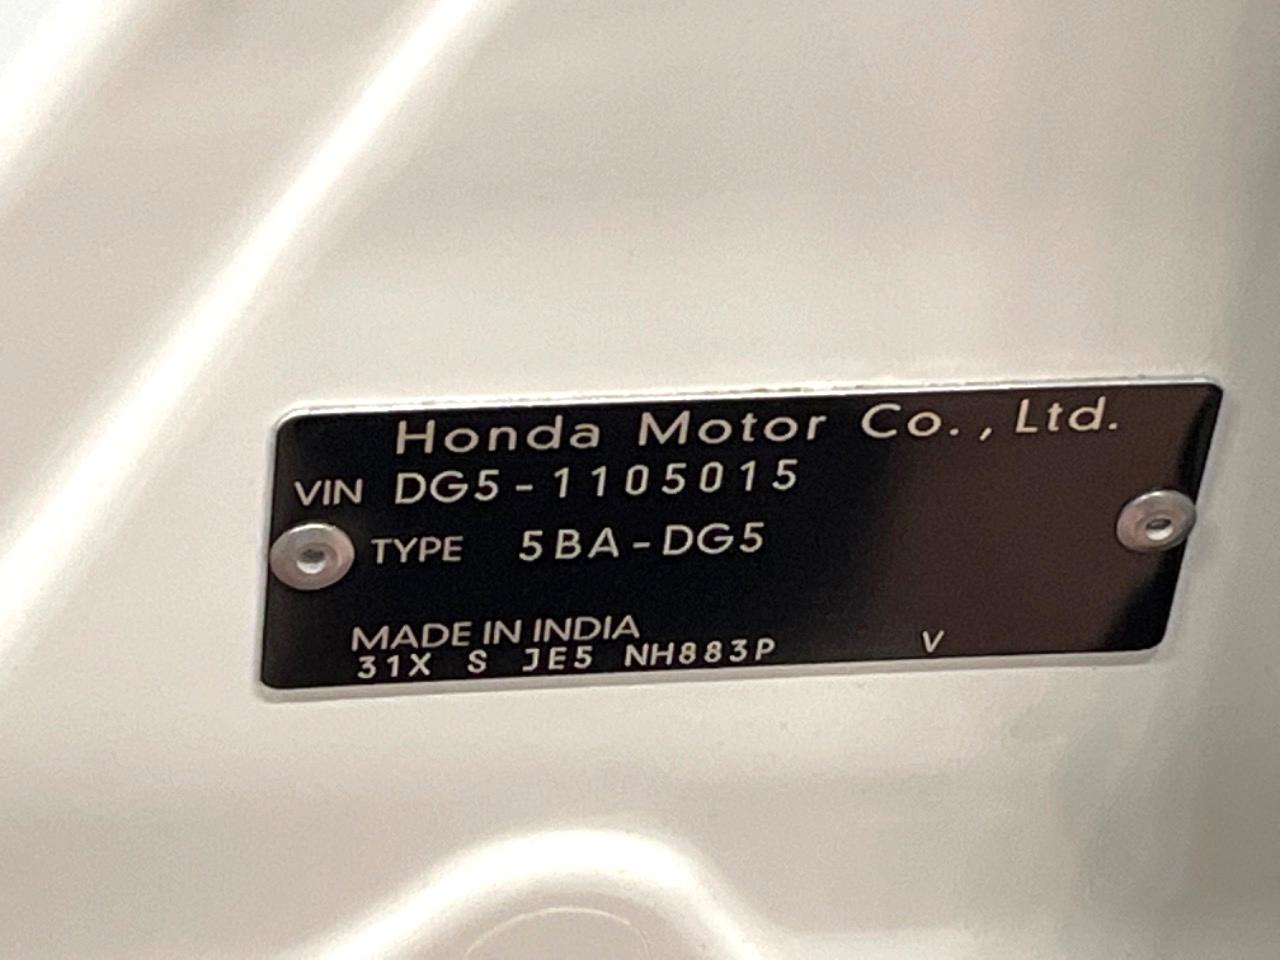 Honda Motor Co., Ltd.
VIN DG5-1105015
TYPE 5BA-DG5
MADE IN INDIA
31X S JE5 NH883P V